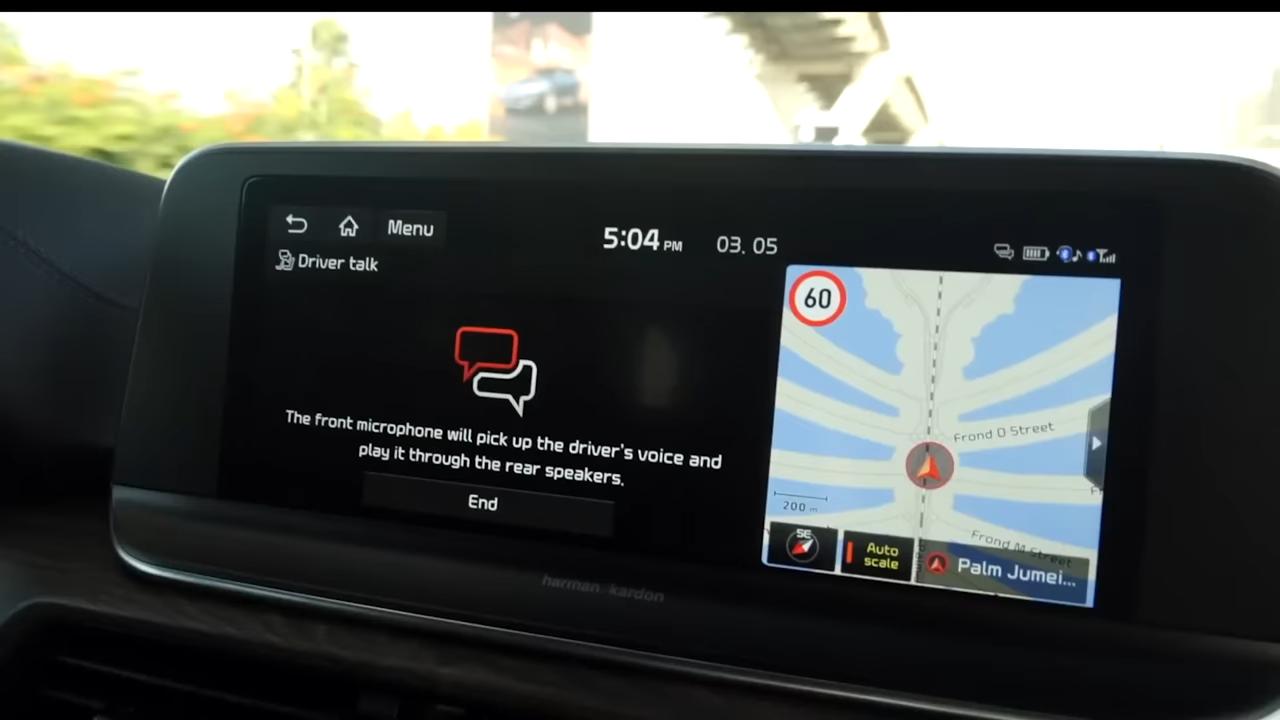 Menu
5:04 PM 03. 05
Driver talk
60
The front microphone will pick up the driver's voice and
play it through the rear speakers.
End
Frond O Street
200 m
Frond M Street
SE
Auto
scale
Palm Jumei...
harman kardon